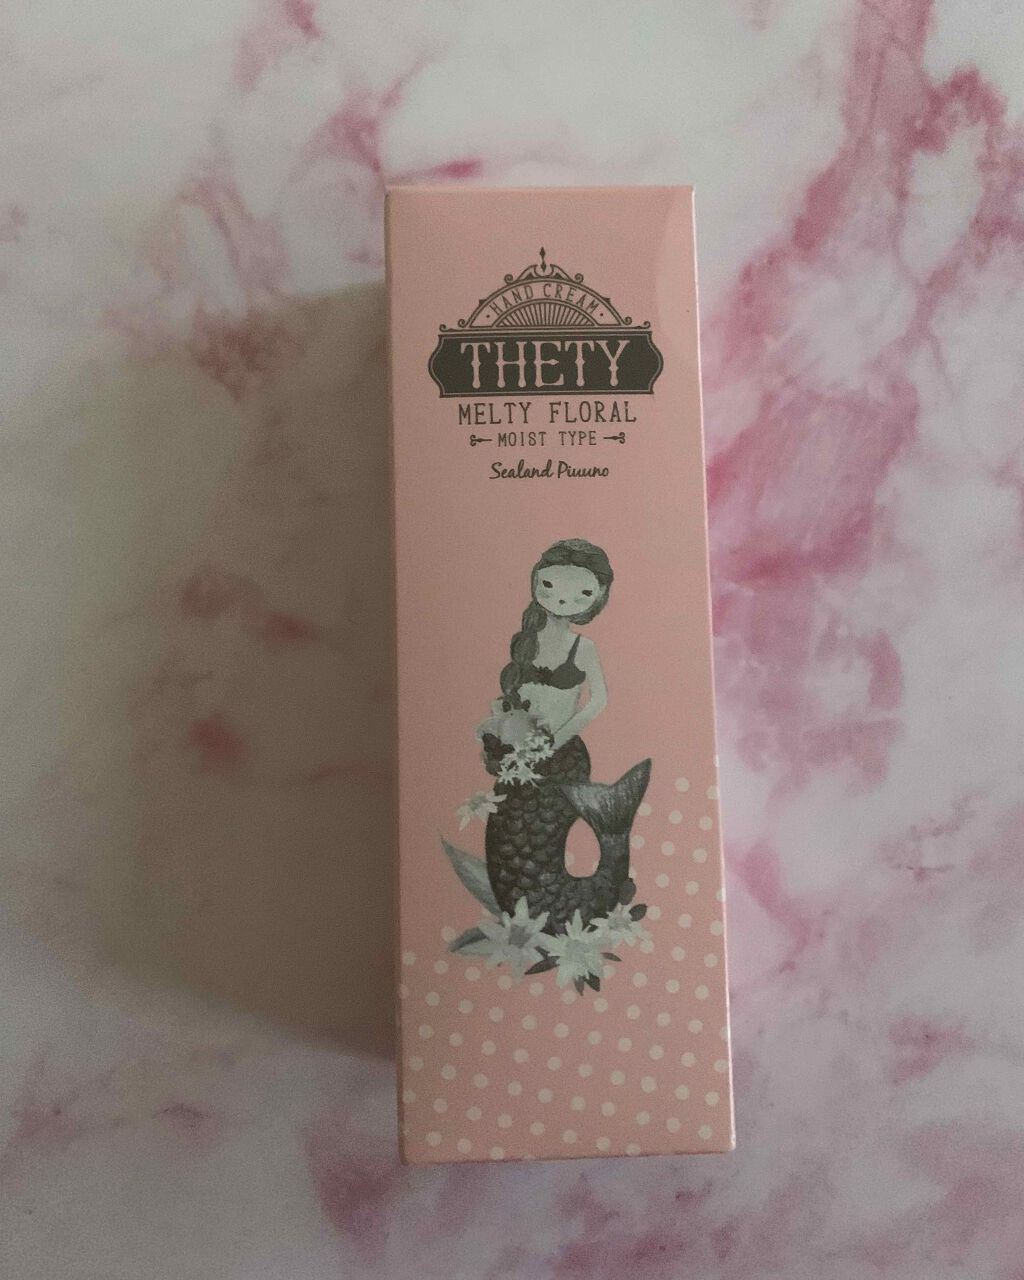 HAND CREAM
THETY
MELTY FLORAL
MOIST TYPE
Sealand Piuuno